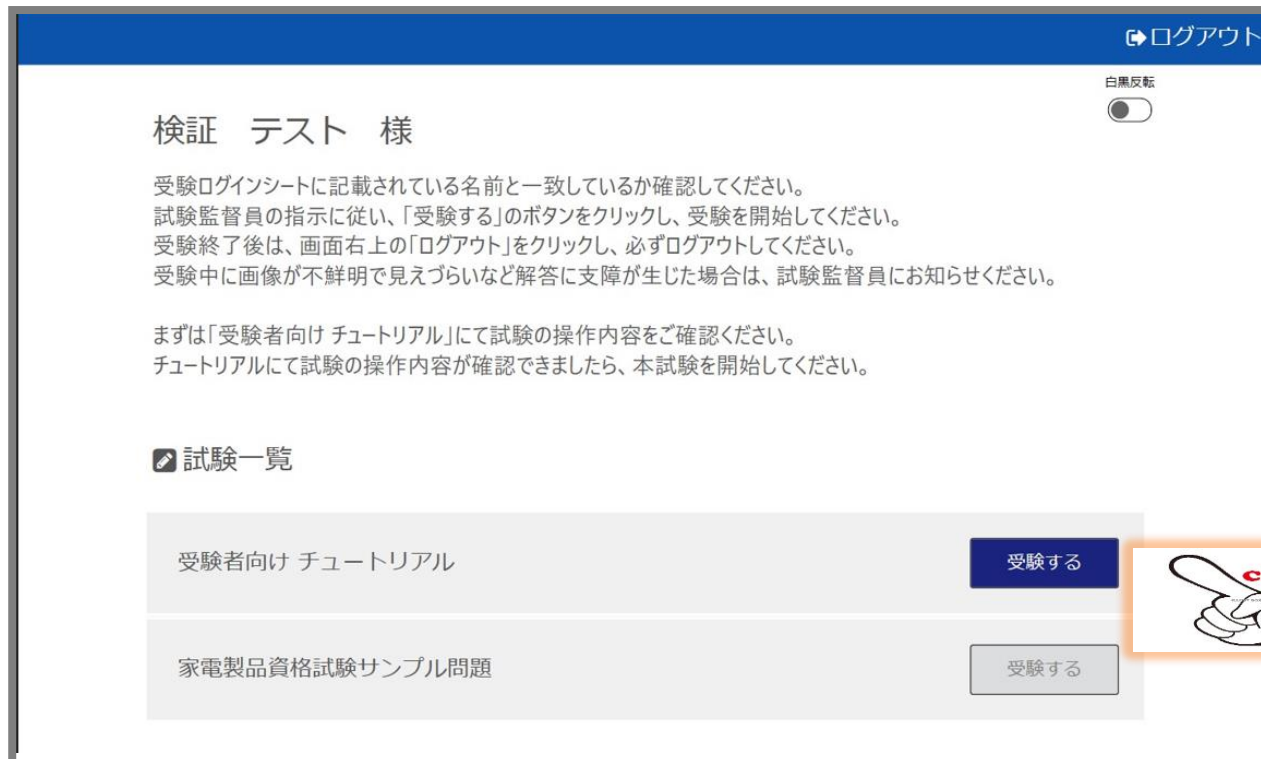 ログアウト
白黒反転
検証　テスト　様
受験ログインシートに記載されている名前と一致しているか確認してください。
試験監督員の指示に従い、「受験する」のボタンをクリックし、受験を開始してください。
受験終了後は、画面右上の「ログアウト」をクリックし、必ずログアウトしてください。
受験中に画像が不鮮明で見えづらいなど解答に支障が生じた場合は、試験監督員にお知らせください。
まずは「受験者向け チュートリアル」にて試験の操作内容をご確認ください。
チュートリアルにて試験の操作内容が確認できましたら、本試験を開始してください。
試験一覧
受験者向け チュートリアル
受験する
家電製品資格試験サンプル問題
受験する